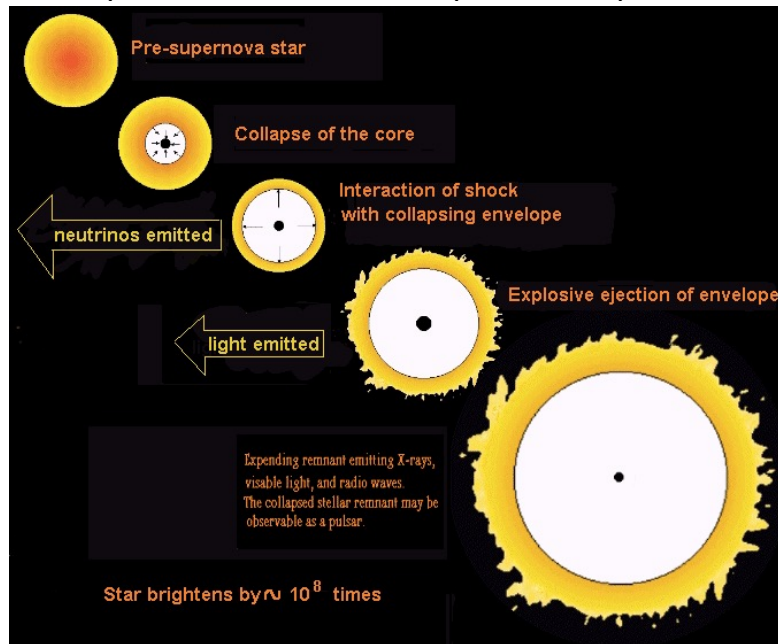 Pre-supernova star
Collapse of the core
Interaction of shock
with collapsing envelope
neutrinos emitted
Explosive ejection of envelope
light emitted
Expending remnant emitting X-rays,
visable light, and radio waves.
The collapsed stellar remnant may be
observable as a pulsar.
Star brightens by ~ 10⁸ times